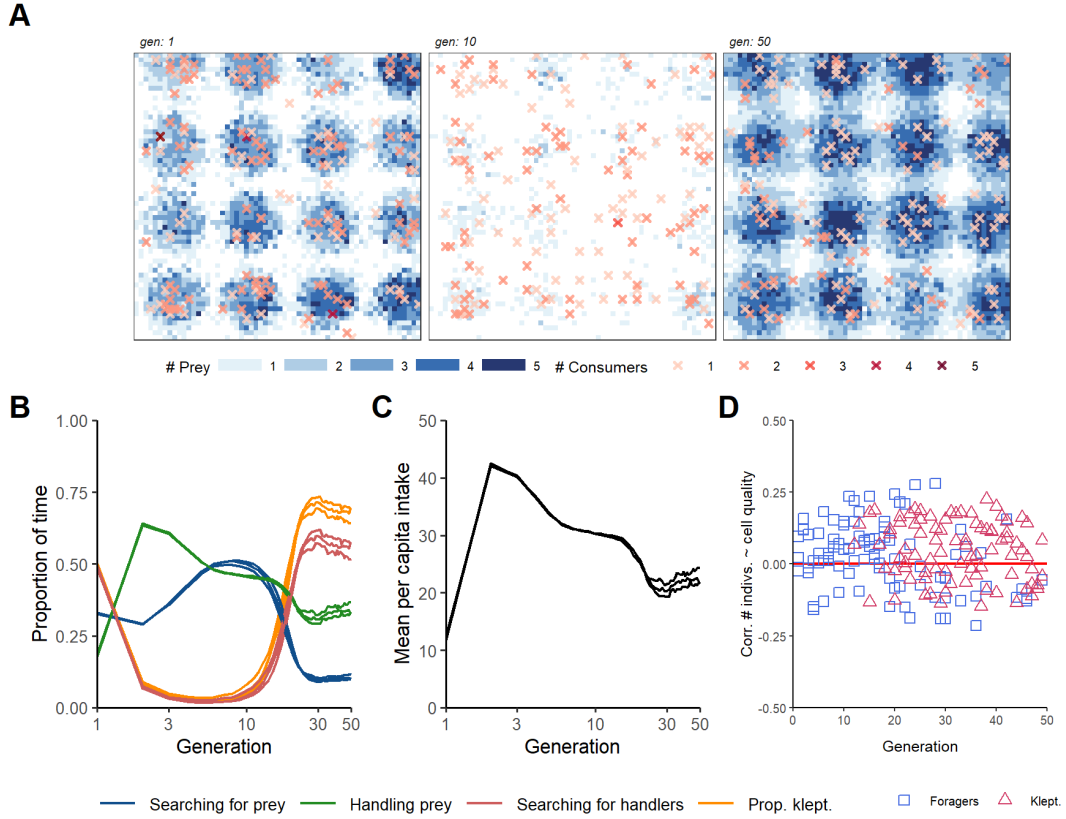 A
gen: 1
gen: 10
gen: 50
# Prey 1 2 3 4 5 # Consumers 1 2 3 4 5
B
C
D
Proportion of time
1.00
0.75
0.50
0.25
0.00
1 3 10 30 50
Generation
Mean per capita intake
50
40
30
20
10
0
1 3 10 30 50
Generation
Corr. # indivs. ~ cell quality
0.50
0.25
0.00
-0.25
-0.50
0 10 20 30 40 50
Generation
Searching for prey Handling prey Searching for handlers Prop. klept. Foragers Klept.